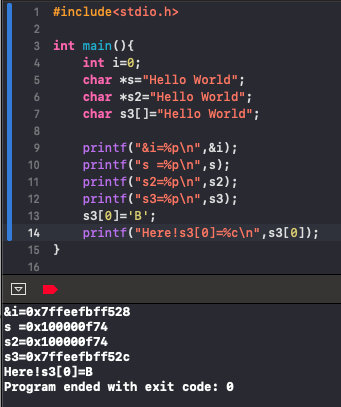 1 #include<stdio.h>
2
3 int main(){
4     int i=0;
5     char *s="Hello World";
6     char *s2="Hello World";
7     char s3[]="Hello World";
8
9     printf("&i=%p\n",&i);
10     printf("s =%p\n",s);
11     printf("s2=%p\n",s2);
12     printf("s3=%p\n",s3);
13     s3[0]='B';
14     printf("Here!s3[0]=%c\n",s3[0]);
15 }
16
&i=0x7ffeefbff528
s =0x100000f74
s2=0x100000f74
s3=0x7ffeefbff52c
Here!s3[0]=B
Program ended with exit code: 0